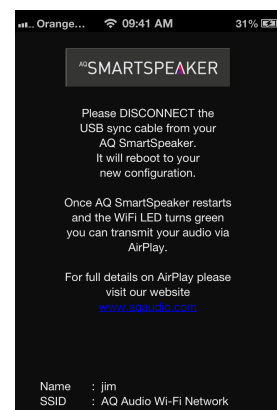 Orange... 09:41 AM 31%
AQSMARTSPEAKER
Please DISCONNECT the
USB sync cable from your
AQ SmartSpeaker.
It will reboot to your
new configuration.
Once AQ SmartSpeaker restarts
and the WiFi LED turns green
you can transmit your audio via
AirPlay.
For full details on AirPlay please
visit our website
www.aqaudio.com
Name : jim
SSID : AQ Audio Wi-Fi Network